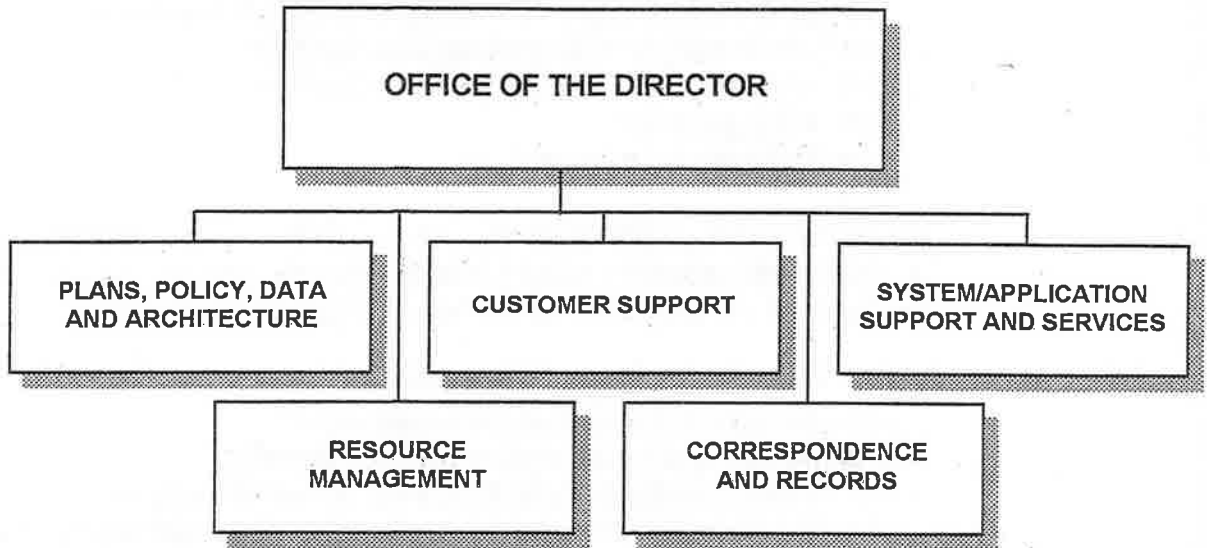 OFFICE OF THE DIRECTOR
PLANS, POLICY, DATA
AND ARCHITECTURE
CUSTOMER SUPPORT
SYSTEM/APPLICATION
SUPPORT AND SERVICES
RESOURCE
MANAGEMENT
CORRESPONDENCE
AND RECORDS